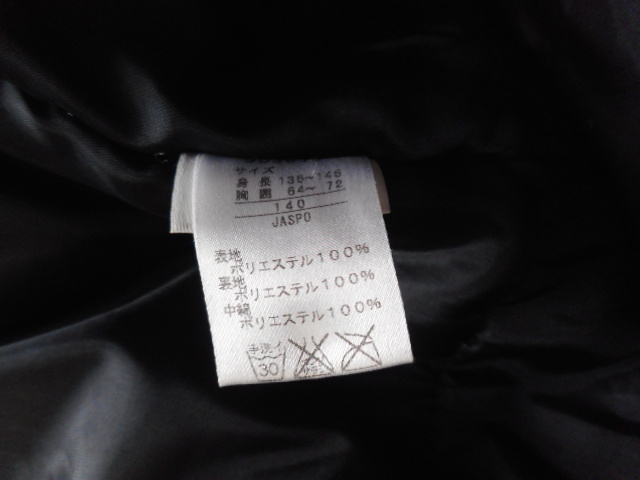 サイズ
身長 136~146
胸囲 64~ 72
140
JASPO
表地
ポリエステル100%
裏地
ポリエステル100%
中綿
ポリエステル100%
手洗イ
30